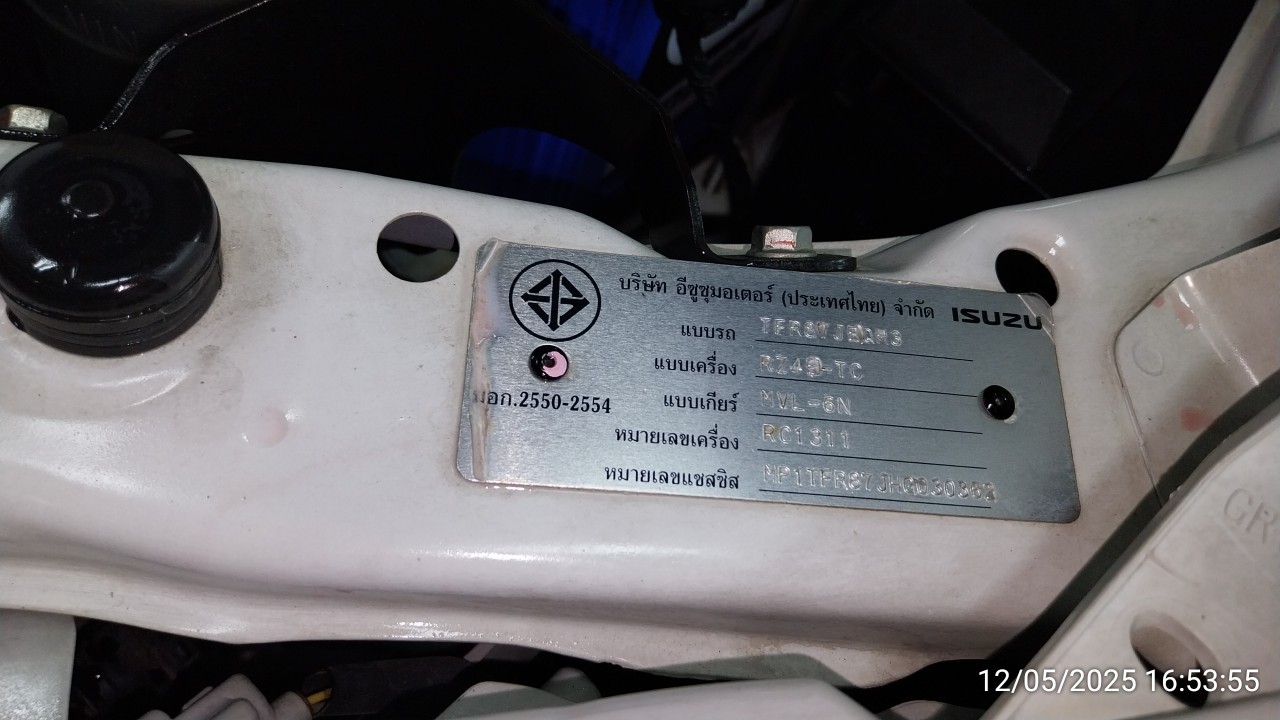 บริษัท อีซูซุมอเตอร์ (ประเทศไทย) จำกัด ISUZU
แบบรถ
แบบเครื่อง
มอก.2550-2554
แบบเกียร์ MVL-6N
หมายเลขเครื่อง RC1311
หมายเลขแชสซิส
GR
12/05/2025 16:53:55